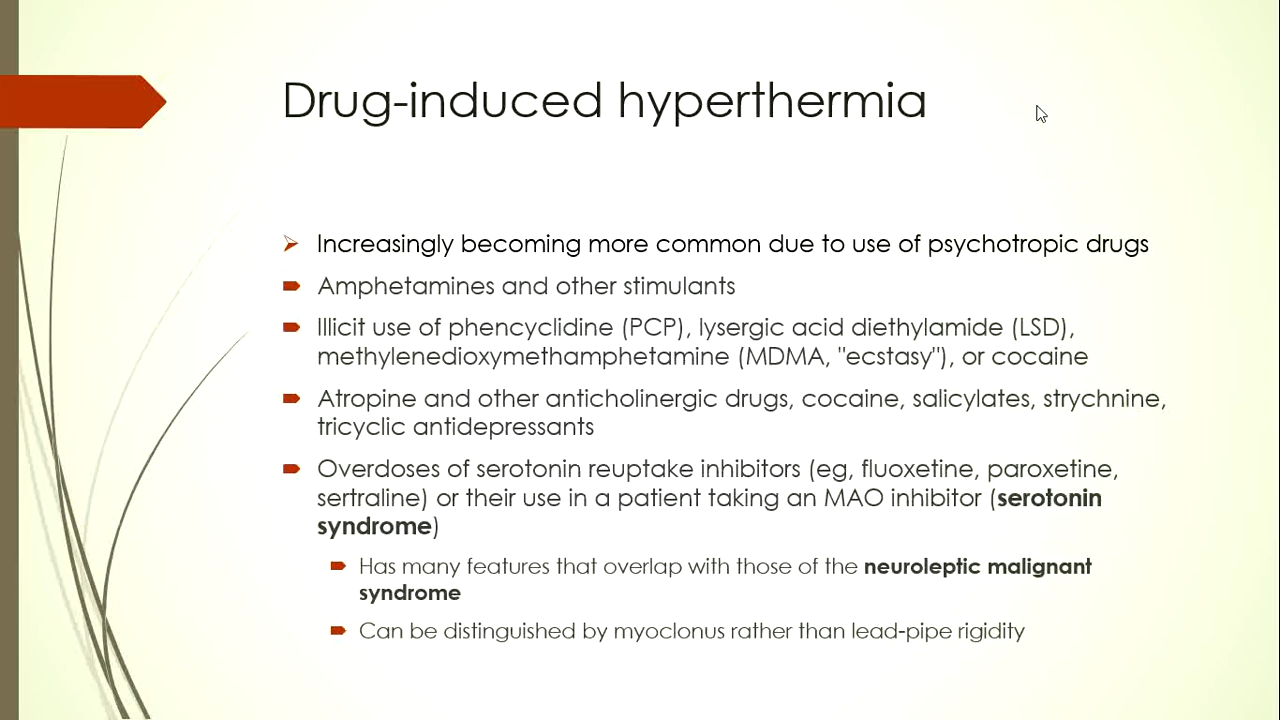 Drug-induced hyperthermia
Increasingly becoming more common due to use of psychotropic drugs
Amphetamines and other stimulants
Illicit use of phencyclidine (PCP), lysergic acid diethylamide (LSD),
methylenedioxymethamphetamine (MDMA, "ecstasy"), or cocaine
Atropine and other anticholinergic drugs, cocaine, salicylates, strychnine,
tricyclic antidepressants
Overdoses of serotonin reuptake inhibitors (eg, fluoxetine, paroxetine,
sertraline) or their use in a patient taking an MAO inhibitor (serotonin
syndrome)
Has many features that overlap with those of the neuroleptic malignant
syndrome
Can be distinguished by myoclonus rather than lead-pipe rigidity